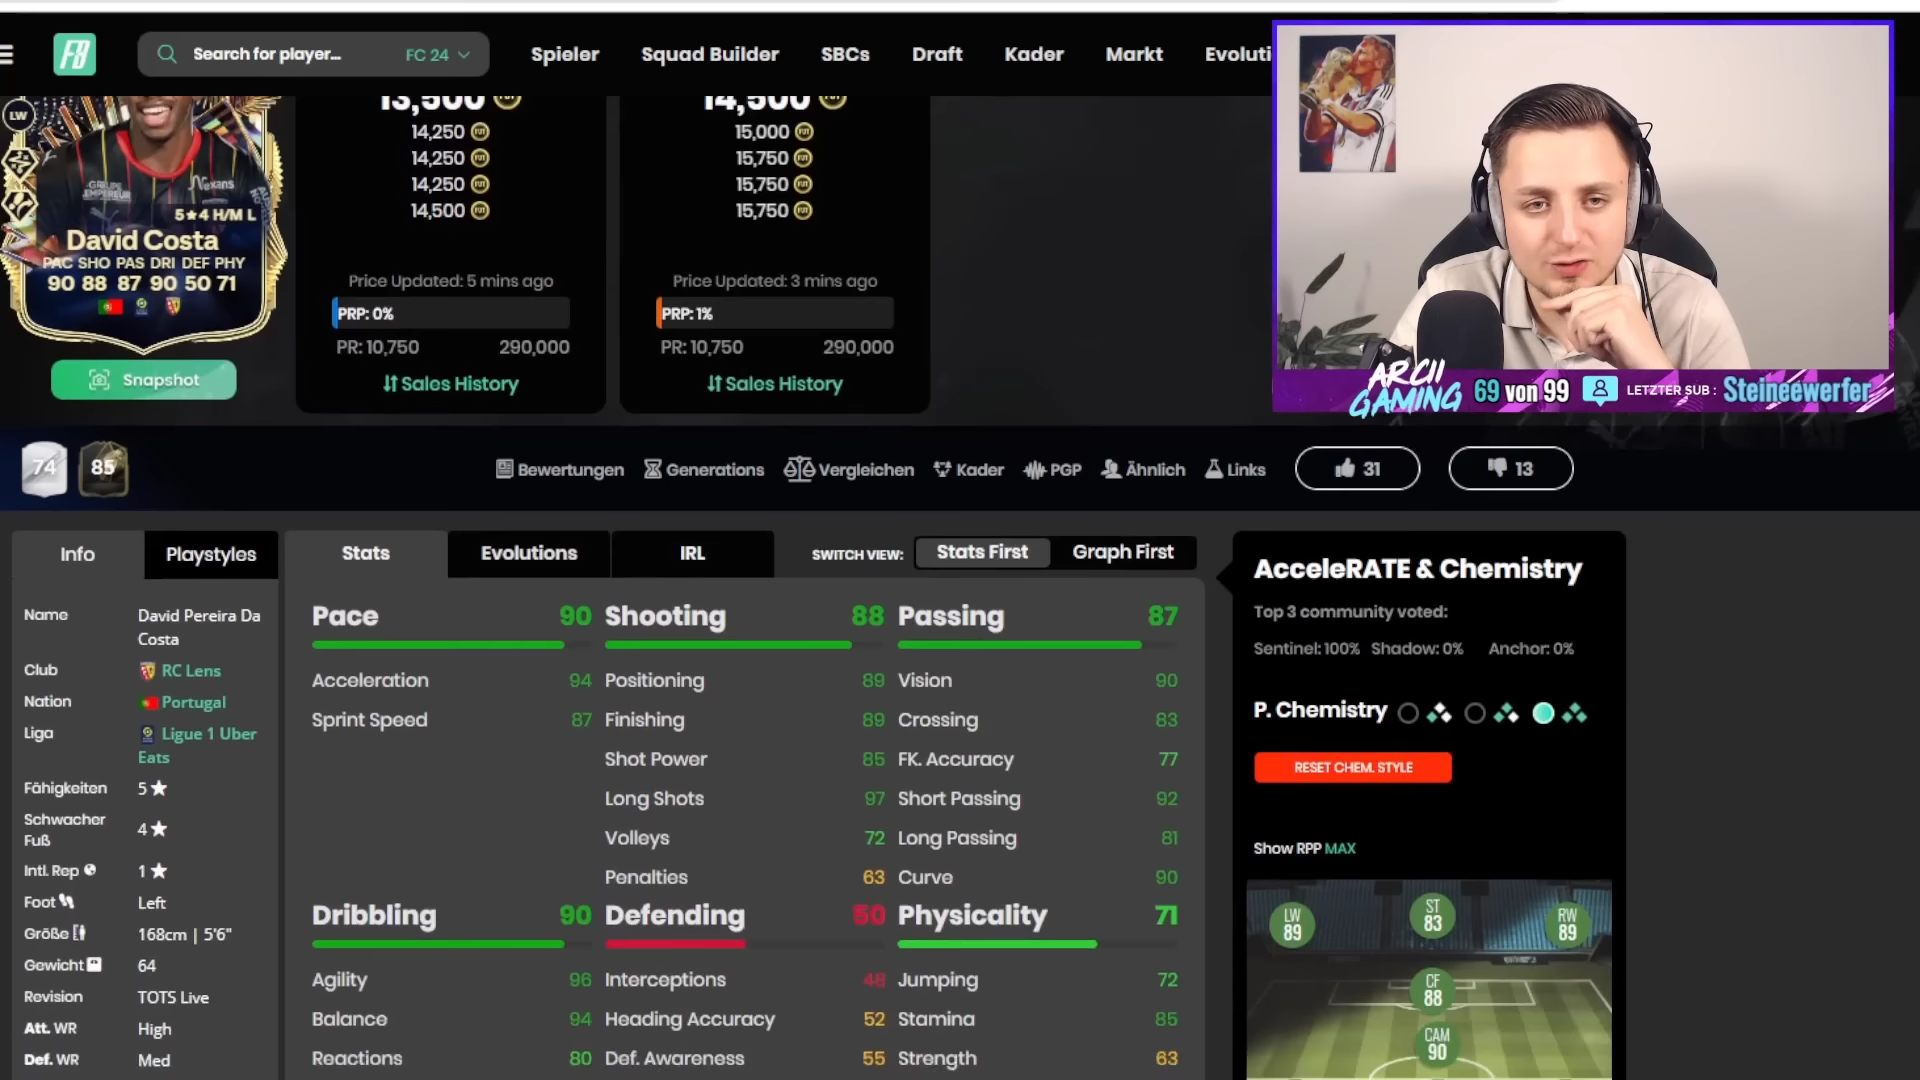 Search for player...
FC 24
Spieler
Squad Builder
SBCs
Draft
Kader
Markt
Evoluti
LW
GROUPE
EMPEREUR
Nexans
5★4 H/M L
David Costa
PAC SHO PAS DRI DEF PHY
90 88 87 90 50 71
Snapshot
13,500
14,250
14,250
14,250
14,500
Price Updated: 5 mins ago
PRP: 0%
PR: 10,750
290,000
Sales History
14,500
15,000
15,750
15,750
15,750
Price Updated: 3 mins ago
PRP: 1%
PR: 10,750
290,000
Sales History
ARCII
GAMING
69 von 99
LETZTER SUB :
Steineewerfer
74
85
Bewertungen
Generations
Vergleichen
Kader
PGP
Ähnlich
Links
31
13
Info
Playstyles
Stats
Evolutions
IRL
SWITCH VIEW:
Stats First
Graph First
Name
David Pereira Da
Costa
Club
RC Lens
Nation
Portugal
Liga
Ligue 1 Uber
Eats
Fähigkeiten
5★
Schwacher
Fuß
4★
Intl. Rep
1★
Foot
Left
Größe
168cm | 5'6"
Gewicht
64
Revision
TOTS Live
Att. WR
High
Def. WR
Med
Pace 90
Acceleration 94
Sprint Speed 87
Shooting 88
Positioning 89
Finishing 89
Shot Power 85
Long Shots 97
Volleys 72
Penalties 63
Passing 87
Vision 90
Crossing 83
FK. Accuracy 77
Short Passing 92
Long Passing 81
Curve 90
Dribbling 90
Agility 96
Balance 94
Reactions 80
Defending 50
Interceptions 48
Heading Accuracy 52
Def. Awareness 55
Physicality 71
Jumping 72
Stamina 85
Strength 63
AcceleRATE & Chemistry
Top 3 community voted:
Sentinel: 100% Shadow: 0% Anchor: 0%
P. Chemistry
RESET CHEM. STYLE
Show RPP MAX
LW
89
ST
83
RW
89
CF
88
CAM
90